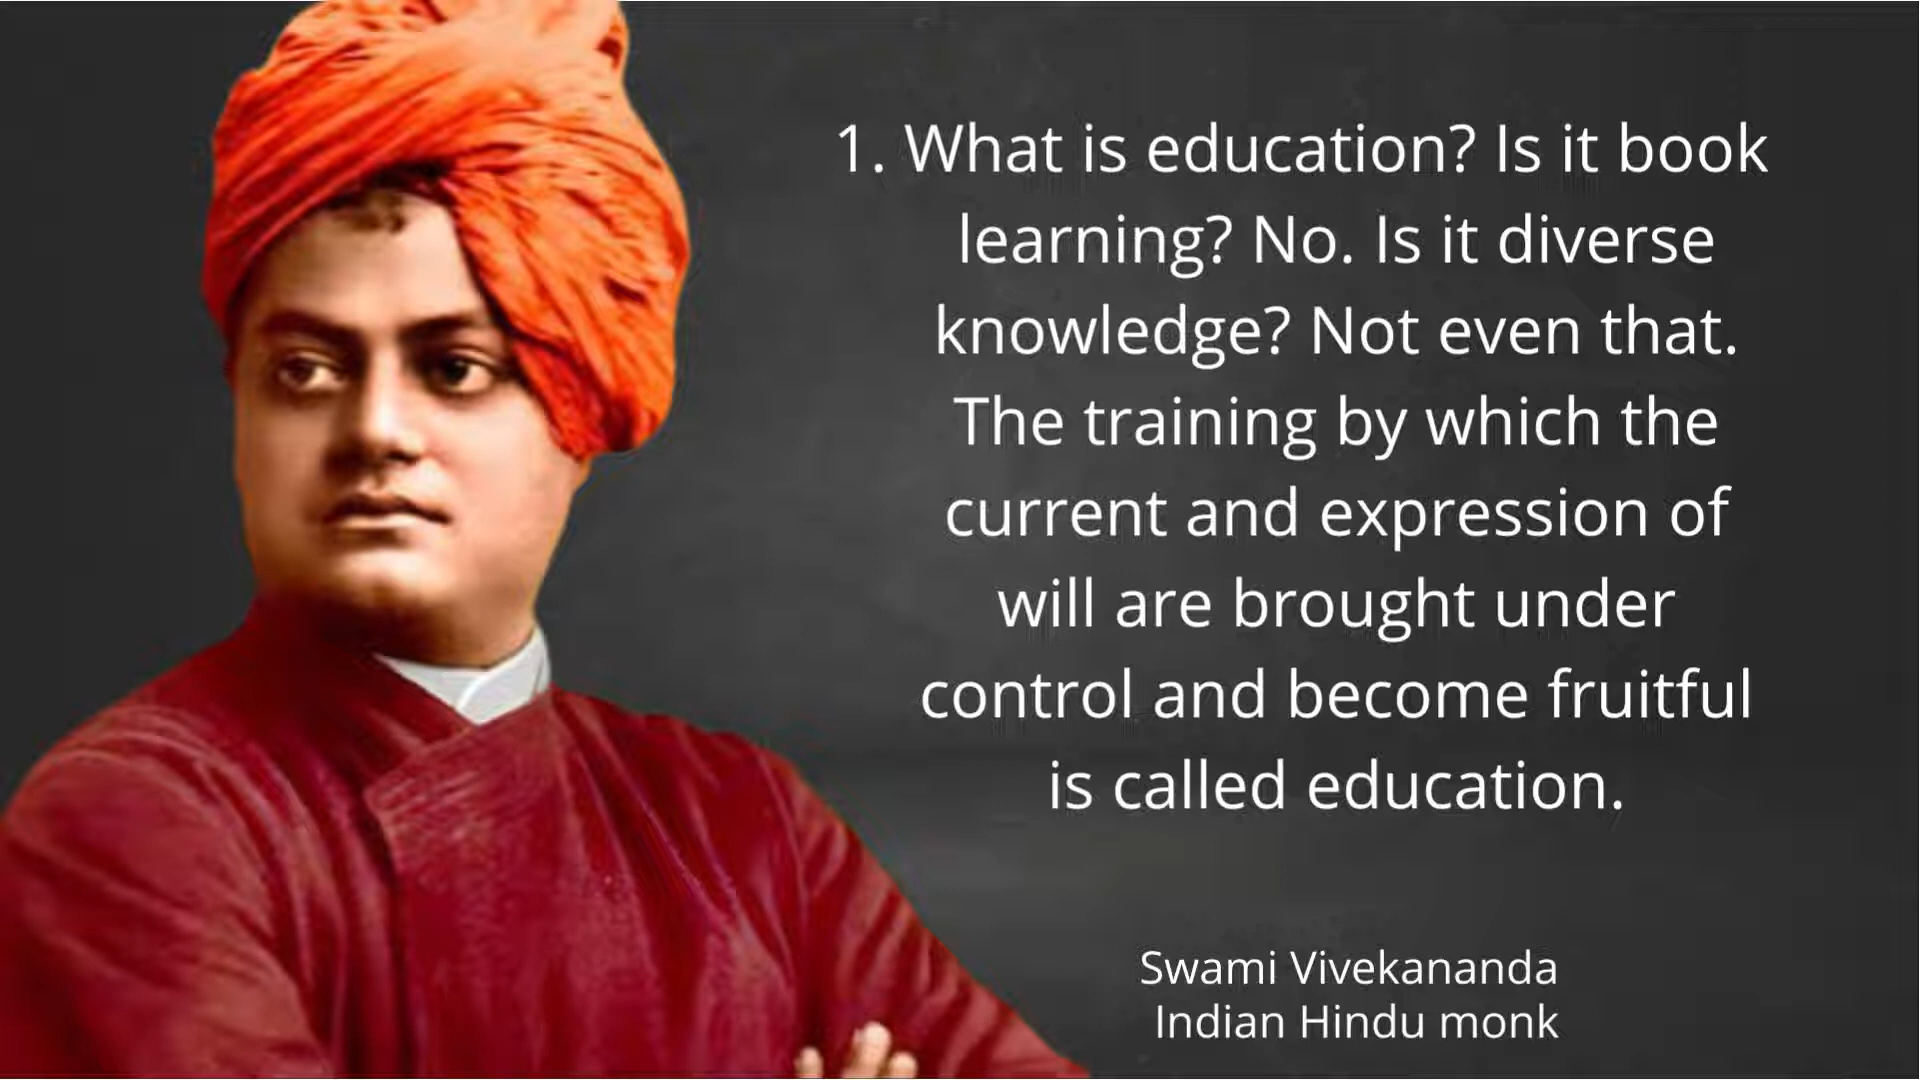 1. What is education? Is it book
learning? No. Is it diverse
knowledge? Not even that.
The training by which the
current and expression of
will are brought under
control and become fruitful
is called education.
Swami Vivekananda
Indian Hindu monk